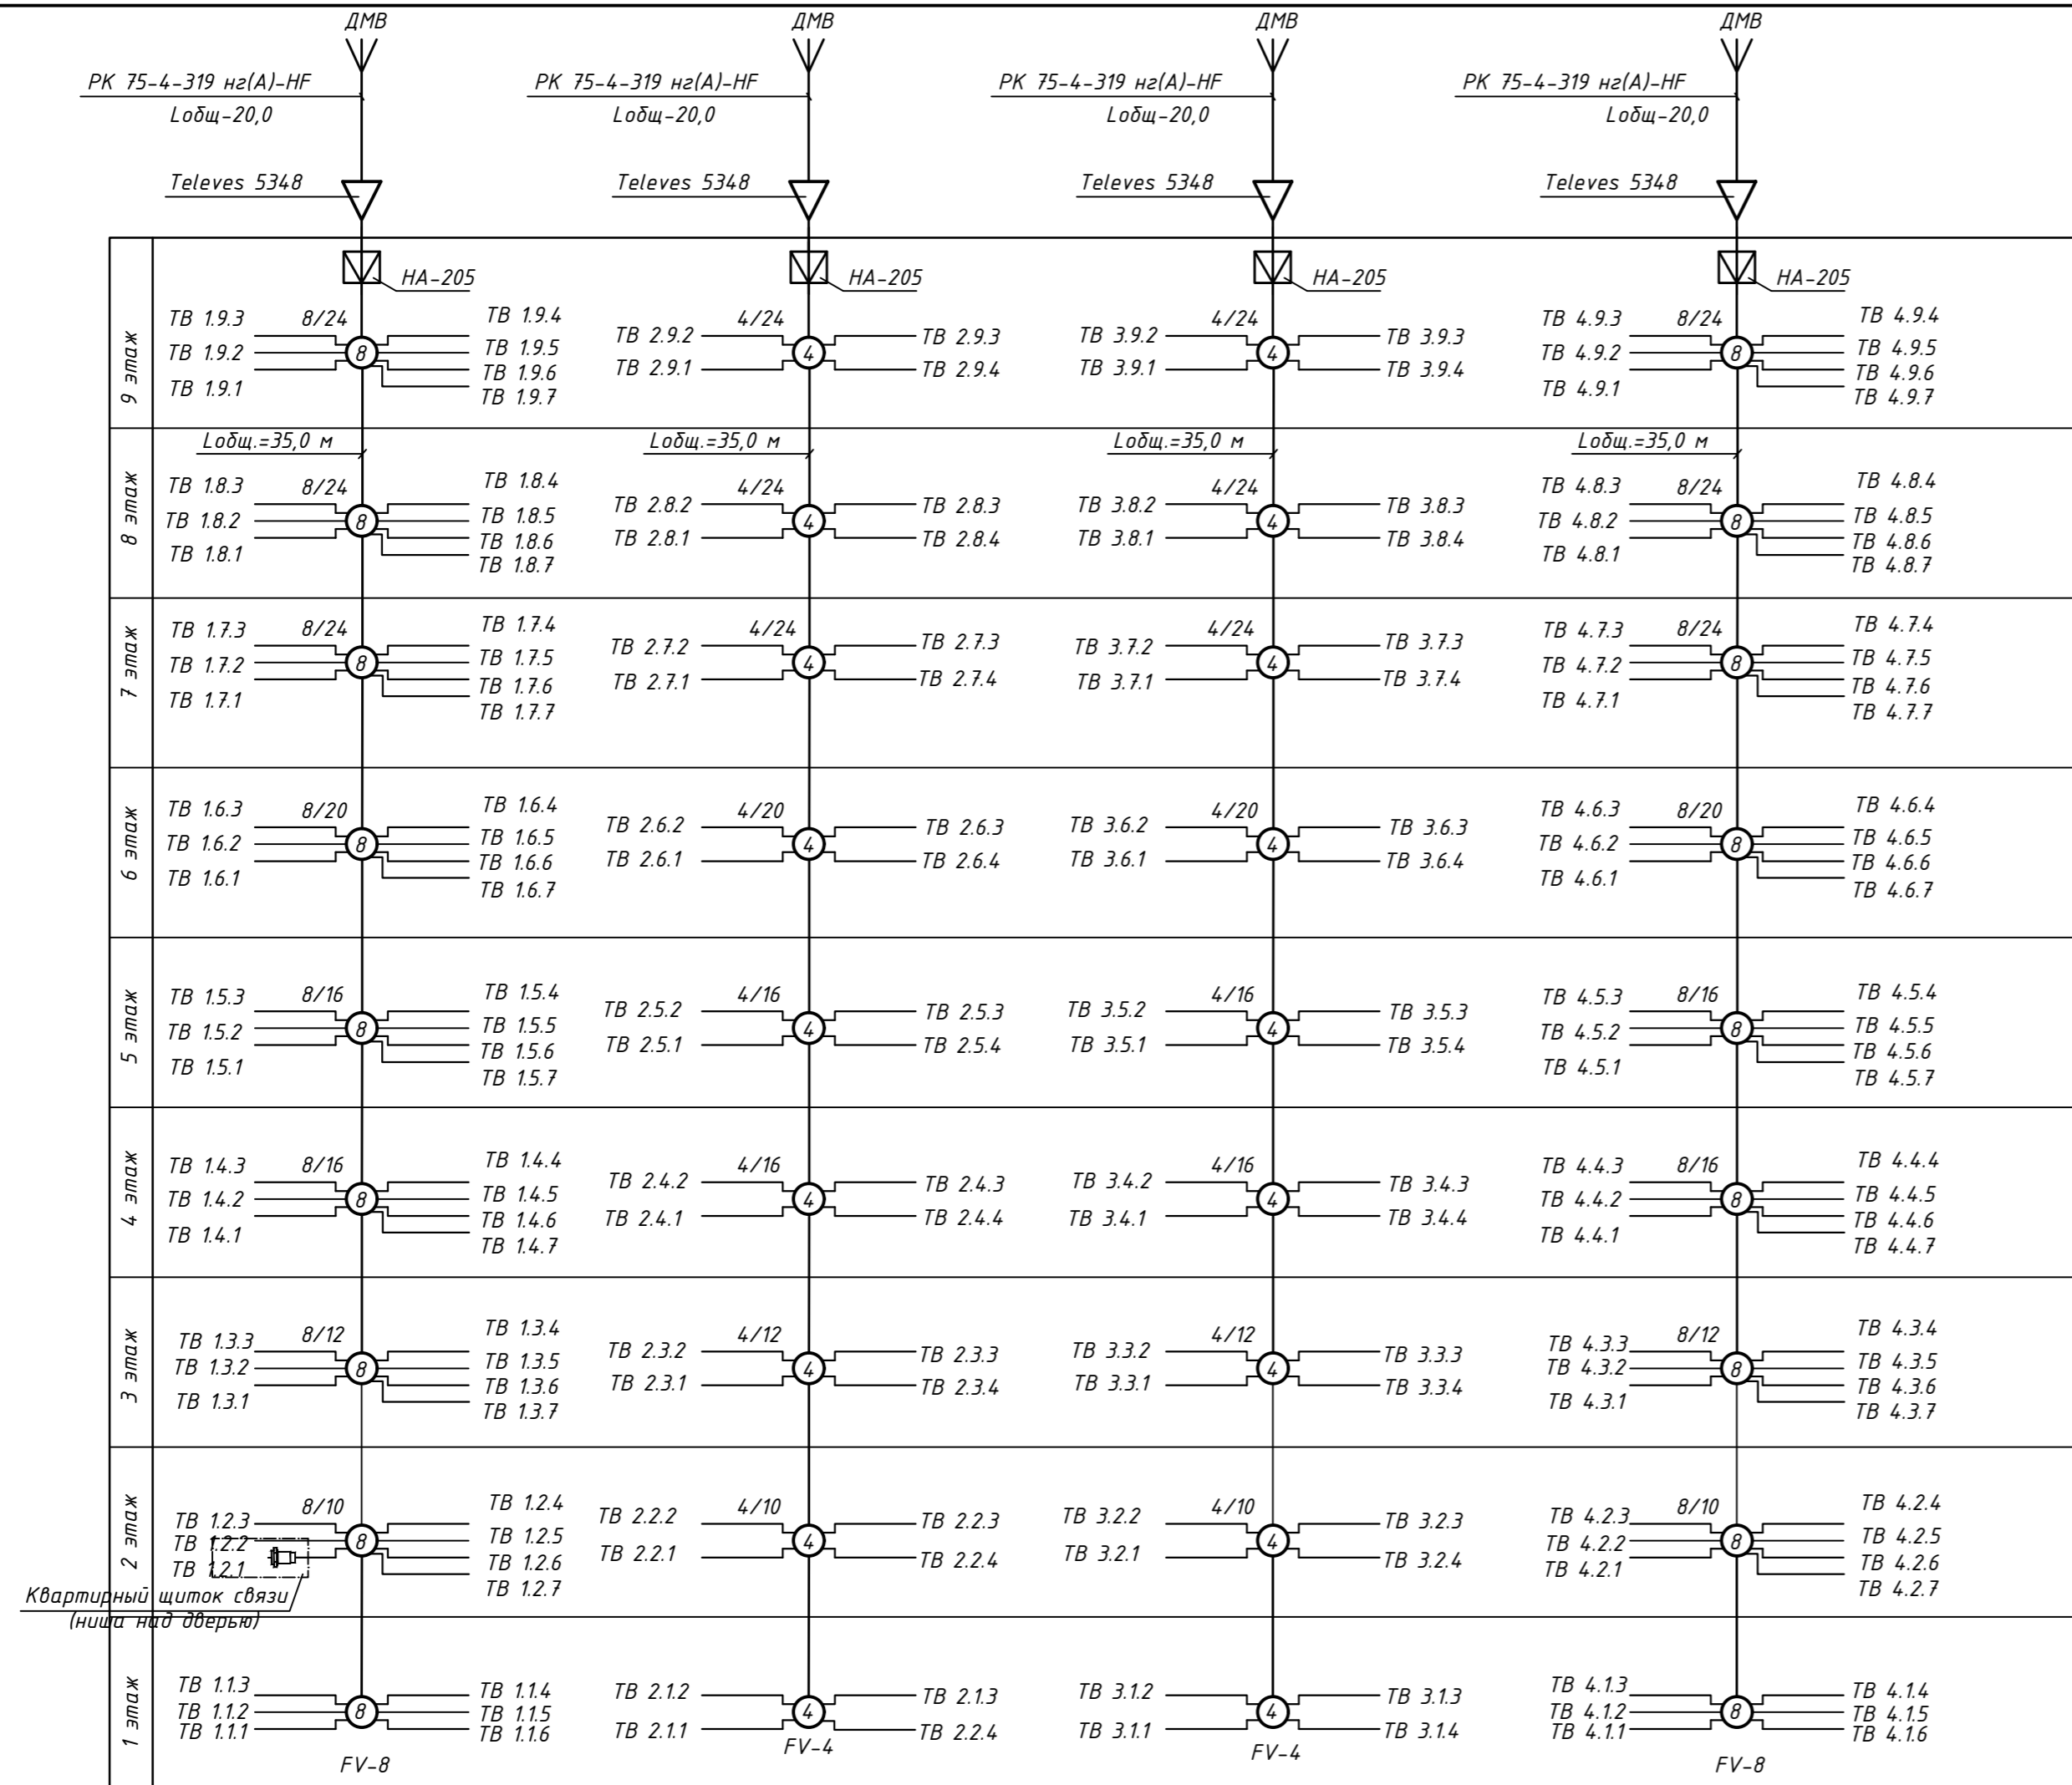 ДМВ ДМВ ДМВ ДМВ
РК 75-4-319 нг(А)-HF РК 75-4-319 нг(А)-HF РК 75-4-319 нг(А)-HF РК 75-4-319 нг(А)-HF
Lобщ-20,0 Lобщ-20,0 Lобщ-20,0 Lобщ-20,0
Televes 5348 Televes 5348 Televes 5348 Televes 5348
НА-205 НА-205 НА-205 НА-205
9 этаж
ТВ 1.9.3 8/24 ТВ 1.9.4 ТВ 2.9.2 4/24 ТВ 2.9.3 ТВ 3.9.2 4/24 ТВ 3.9.3 ТВ 4.9.3 8/24 ТВ 4.9.4
ТВ 1.9.2 8 ТВ 1.9.5 4 4 ТВ 4.9.2 8 ТВ 4.9.5
ТВ 1.9.6 ТВ 2.9.1 ТВ 2.9.4 ТВ 3.9.1 ТВ 3.9.4 ТВ 4.9.6
ТВ 1.9.1 ТВ 1.9.7 ТВ 4.9.1 ТВ 4.9.7
Lобщ.=35,0 м Lобщ.=35,0 м Lобщ.=35,0 м Lобщ.=35,0 м
8 этаж
ТВ 1.8.3 8/24 ТВ 1.8.4 ТВ 2.8.2 4/24 ТВ 2.8.3 ТВ 3.8.2 4/24 ТВ 3.8.3 ТВ 4.8.3 8/24 ТВ 4.8.4
ТВ 1.8.2 8 ТВ 1.8.5 4 4 ТВ 4.8.2 8 ТВ 4.8.5
ТВ 1.8.6 ТВ 2.8.1 ТВ 2.8.4 ТВ 3.8.1 ТВ 3.8.4 ТВ 4.8.6
ТВ 1.8.1 ТВ 1.8.7 ТВ 4.8.1 ТВ 4.8.7
7 этаж
ТВ 1.7.3 8/24 ТВ 1.7.4 ТВ 2.7.2 4/24 ТВ 2.7.3 ТВ 3.7.2 4/24 ТВ 3.7.3 ТВ 4.7.3 8/24 ТВ 4.7.4
ТВ 1.7.2 8 ТВ 1.7.5 4 4 ТВ 4.7.2 8 ТВ 4.7.5
ТВ 1.7.6 ТВ 2.7.1 ТВ 2.7.4 ТВ 3.7.1 ТВ 3.7.4 ТВ 4.7.6
ТВ 1.7.1 ТВ 1.7.7 ТВ 4.7.1 ТВ 4.7.7
6 этаж
ТВ 1.6.3 8/20 ТВ 1.6.4 ТВ 2.6.2 4/20 ТВ 2.6.3 ТВ 3.6.2 4/20 ТВ 3.6.3 ТВ 4.6.3 8/20 ТВ 4.6.4
ТВ 1.6.2 8 ТВ 1.6.5 4 4 ТВ 4.6.2 8 ТВ 4.6.5
ТВ 1.6.6 ТВ 2.6.1 ТВ 2.6.4 ТВ 3.6.1 ТВ 3.6.4 ТВ 4.6.6
ТВ 1.6.1 ТВ 1.6.7 ТВ 4.6.1 ТВ 4.6.7
5 этаж
ТВ 1.5.3 8/16 ТВ 1.5.4 ТВ 2.5.2 4/16 ТВ 2.5.3 ТВ 3.5.2 4/16 ТВ 3.5.3 ТВ 4.5.3 8/16 ТВ 4.5.4
ТВ 1.5.2 8 ТВ 1.5.5 4 4 ТВ 4.5.2 8 ТВ 4.5.5
ТВ 1.5.6 ТВ 2.5.1 ТВ 2.5.4 ТВ 3.5.1 ТВ 3.5.4 ТВ 4.5.6
ТВ 1.5.1 ТВ 1.5.7 ТВ 4.5.1 ТВ 4.5.7
4 этаж
ТВ 1.4.3 8/16 ТВ 1.4.4 ТВ 2.4.2 4/16 ТВ 2.4.3 ТВ 3.4.2 4/16 ТВ 3.4.3 ТВ 4.4.3 8/16 ТВ 4.4.4
ТВ 1.4.2 8 ТВ 1.4.5 4 4 ТВ 4.4.2 8 ТВ 4.4.5
ТВ 1.4.6 ТВ 2.4.1 ТВ 2.4.4 ТВ 3.4.1 ТВ 3.4.4 ТВ 4.4.6
ТВ 1.4.1 ТВ 1.4.7 ТВ 4.4.1 ТВ 4.4.7
3 этаж
ТВ 1.3.3 8/12 ТВ 1.3.4 ТВ 2.3.2 4/12 ТВ 2.3.3 ТВ 3.3.2 4/12 ТВ 3.3.3 ТВ 4.3.3 8/12 ТВ 4.3.4
ТВ 1.3.2 8 ТВ 1.3.5 4 4 ТВ 4.3.2 8 ТВ 4.3.5
ТВ 1.3.6 ТВ 2.3.1 ТВ 2.3.4 ТВ 3.3.1 ТВ 3.3.4 ТВ 4.3.6
ТВ 1.3.1 ТВ 1.3.7 ТВ 4.3.1 ТВ 4.3.7
2 этаж
ТВ 1.2.3 8/10 ТВ 1.2.4 ТВ 2.2.2 4/10 ТВ 2.2.3 ТВ 3.2.2 4/10 ТВ 3.2.3 ТВ 4.2.3 8/10 ТВ 4.2.4
ТВ 1.2.2 8 ТВ 1.2.5 4 4 ТВ 4.2.2 8 ТВ 4.2.5
ТВ 1.2.1 ТВ 1.2.6 ТВ 2.2.1 ТВ 2.2.4 ТВ 3.2.1 ТВ 3.2.4 ТВ 4.2.1 ТВ 4.2.6
ТВ 1.2.7 ТВ 4.2.7
Квартирный щиток связи
(ниша над дверью)
1 этаж
ТВ 1.1.3 ТВ 1.1.4 ТВ 2.1.2 ТВ 2.1.3 ТВ 3.1.2 ТВ 3.1.3 ТВ 4.1.3 ТВ 4.1.4
ТВ 1.1.2 8 ТВ 1.1.5 4 4 ТВ 4.1.2 8 ТВ 4.1.5
ТВ 1.1.1 ТВ 1.1.6 ТВ 2.1.1 ТВ 2.2.4 ТВ 3.1.1 ТВ 3.1.4 ТВ 4.1.1 ТВ 4.1.6
FV-8 FV-4 FV-4 FV-8